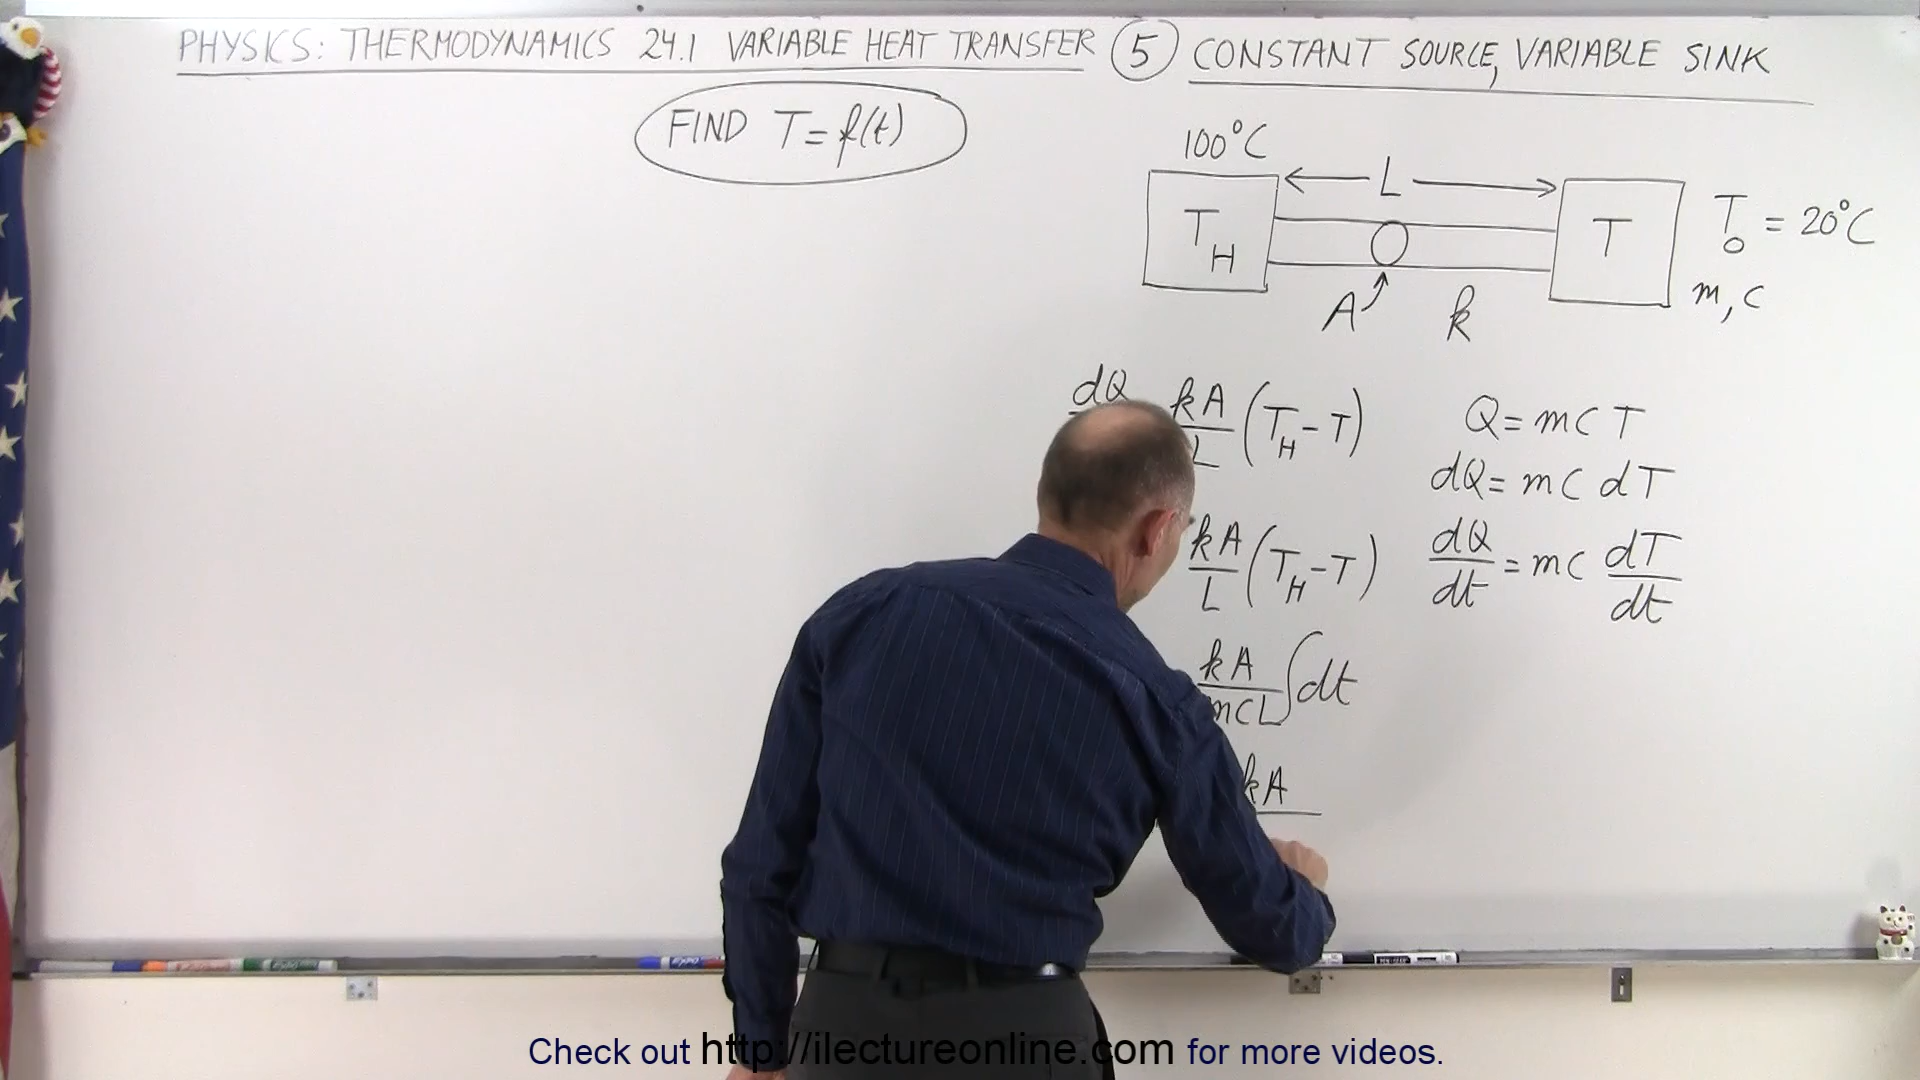 PHYSICS: THERMODYNAMICS 24.1 VARIABLE HEAT TRANSFER (5) CONSTANT SOURCE, VARIABLE SINK
FIND T = f(t)
100°C
L
T_H
T
T_0 = 20°C
m, c
A
k
dQ kA/L (T_H - T)
Q = mCT
dQ = mC dT
kA/L (T_H - T)
dQ/dt = mC dT/dt
kA/mCL ∫dt
kA
Check out http://ilectureonline.com for more videos.